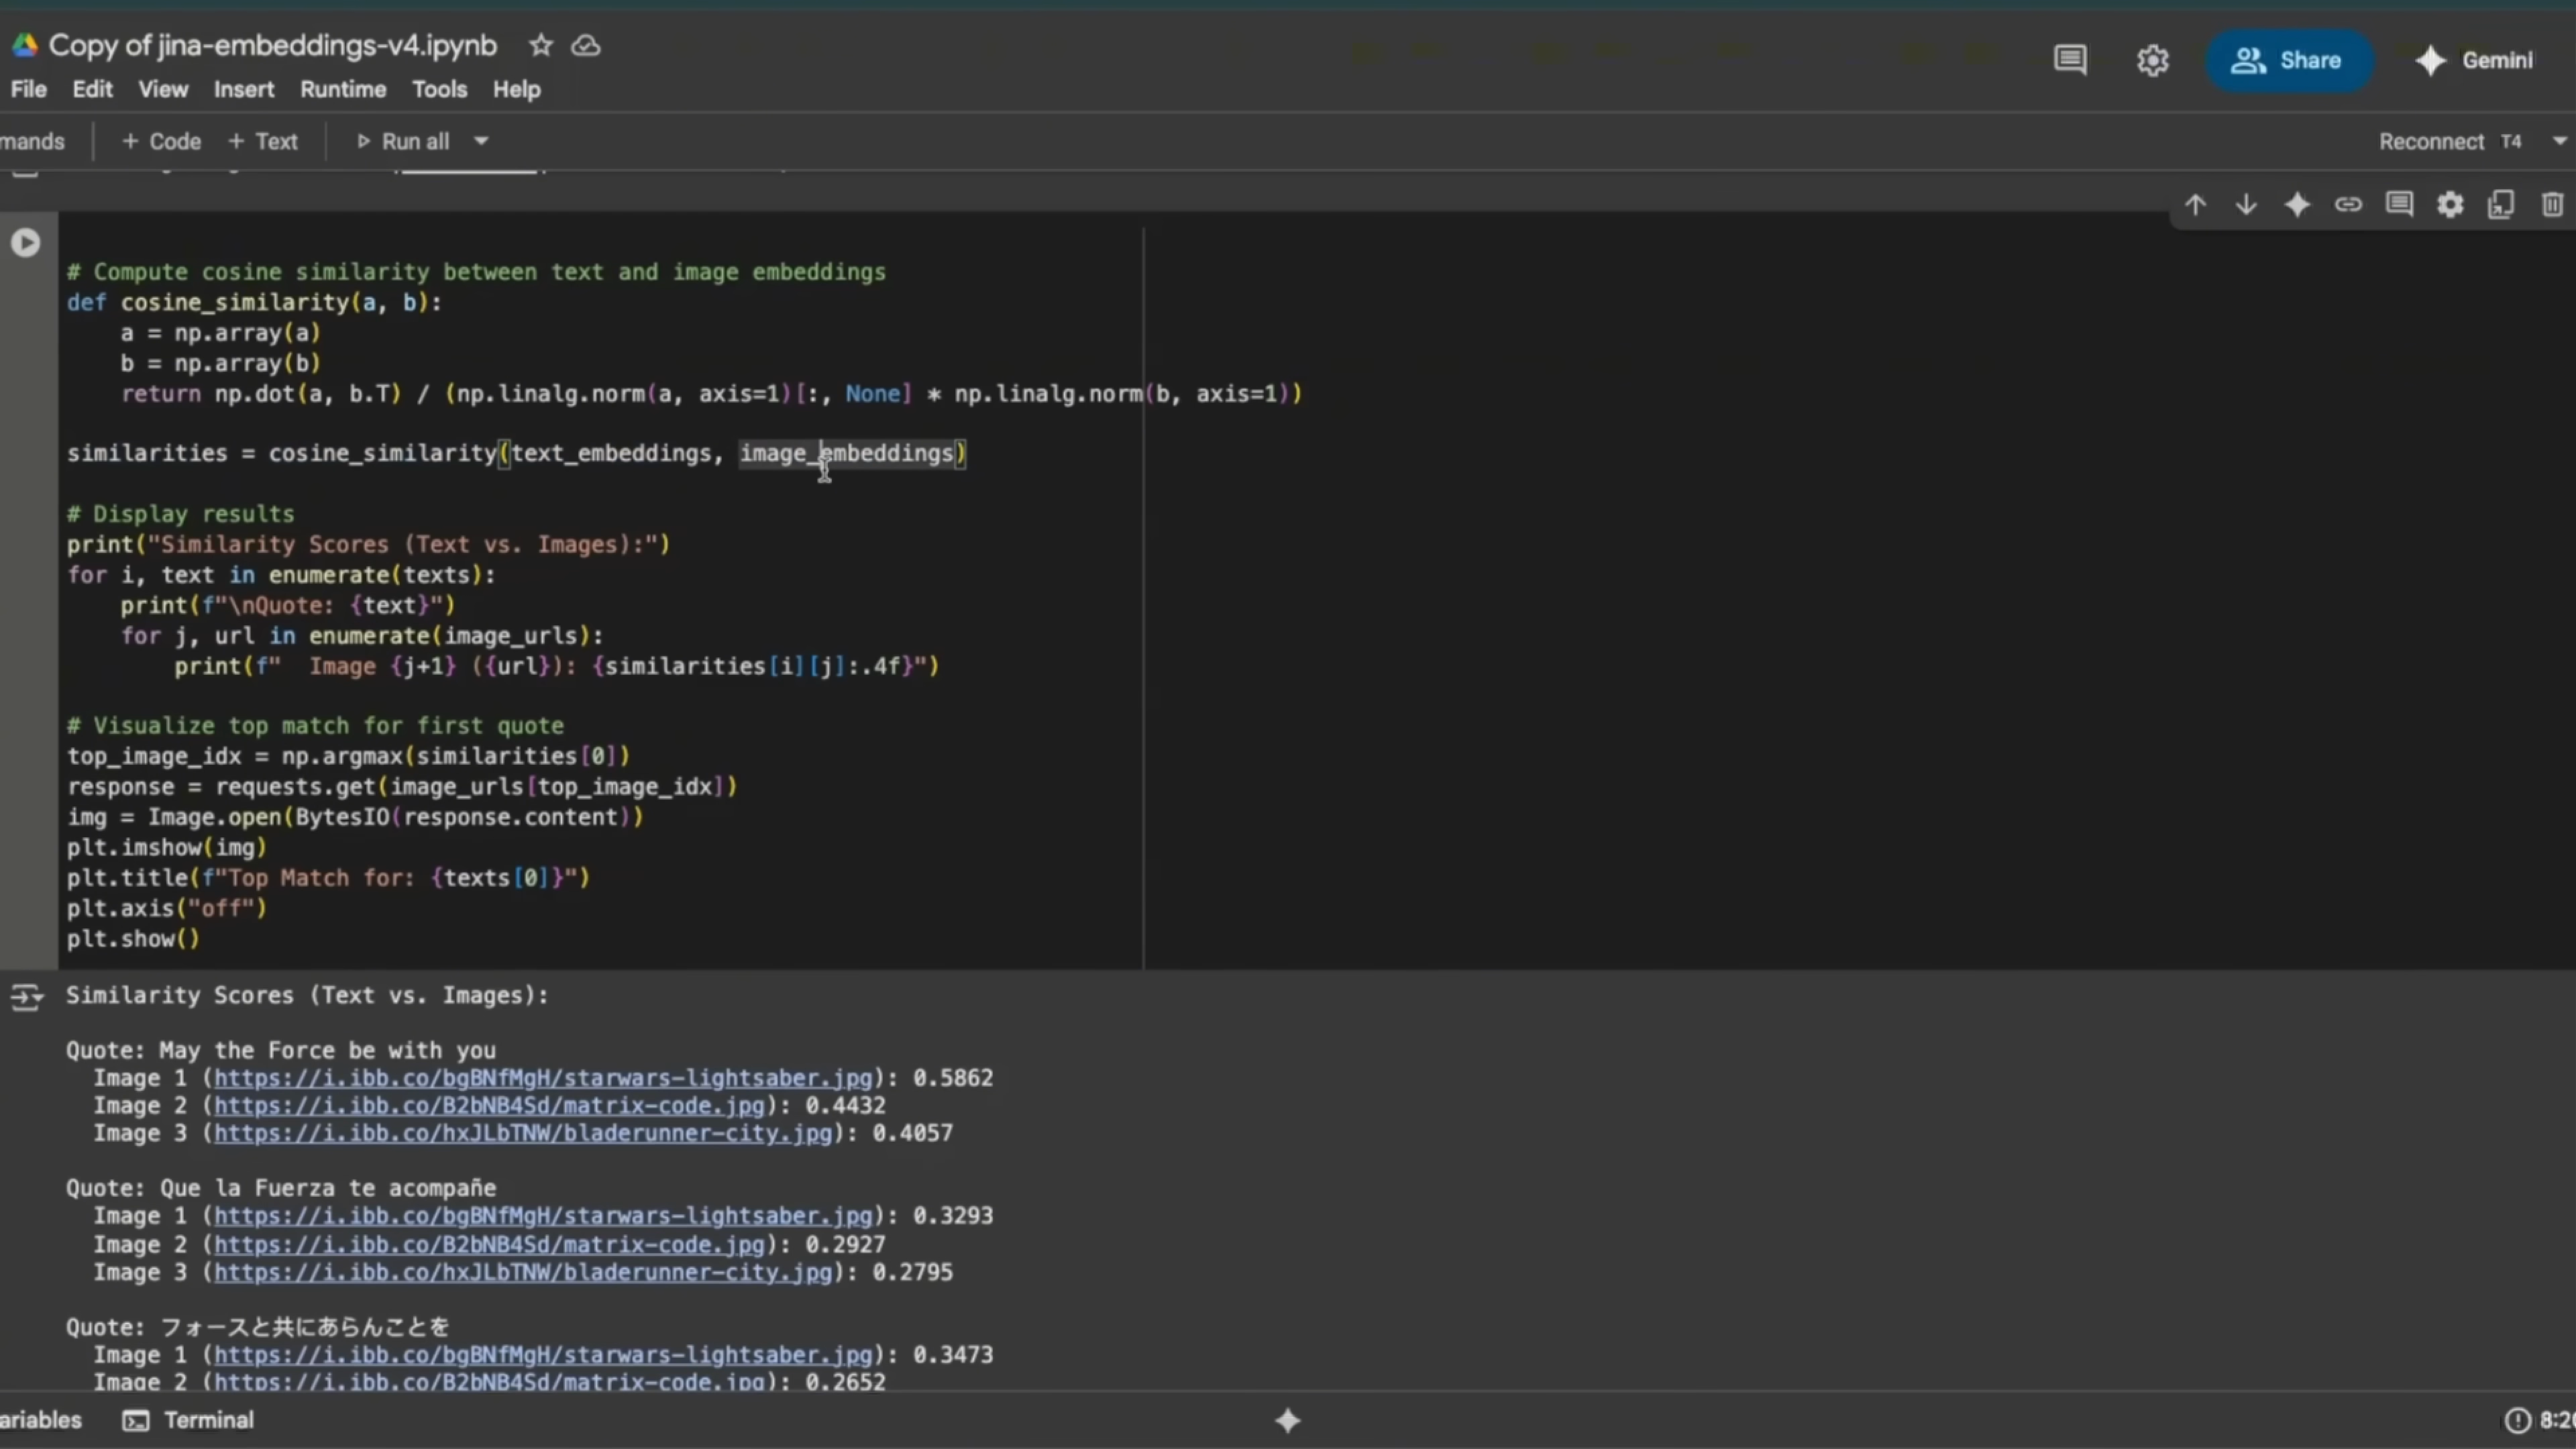 Copy of jina-embeddings-v4.ipynb
Share
Gemini
File Edit View Insert Runtime Tools Help
mands
+ Code + Text
Run all
Reconnect T4
# Compute cosine similarity between text and image embeddings
def cosine_similarity(a, b):
    a = np.array(a)
    b = np.array(b)
    return np.dot(a, b.T) / (np.linalg.norm(a, axis=1)[:, None] * np.linalg.norm(b, axis=1))
similarities = cosine_similarity(text_embeddings, image_embeddings)
# Display results
print("Similarity Scores (Text vs. Images):")
for i, text in enumerate(texts):
    print(f"\nQuote: {text}")
    for j, url in enumerate(image_urls):
        print(f"  Image {j+1} ({url}): {similarities[i][j]:.4f}")
# Visualize top match for first quote
top_image_idx = np.argmax(similarities[0])
response = requests.get(image_urls[top_image_idx])
img = Image.open(BytesIO(response.content))
plt.imshow(img)
plt.title(f"Top Match for: {texts[0]}")
plt.axis("off")
plt.show()
Similarity Scores (Text vs. Images):
Quote: May the Force be with you
  Image 1 (https://i.ibb.co/bgBNfMgH/starwars-lightsaber.jpg): 0.5862
  Image 2 (https://i.ibb.co/B2bNB4Sd/matrix-code.jpg): 0.4432
  Image 3 (https://i.ibb.co/hxJLbTNW/bladerunner-city.jpg): 0.4057
Quote: Que la Fuerza te acompañe
  Image 1 (https://i.ibb.co/bgBNfMgH/starwars-lightsaber.jpg): 0.3293
  Image 2 (https://i.ibb.co/B2bNB4Sd/matrix-code.jpg): 0.2927
  Image 3 (https://i.ibb.co/hxJLbTNW/bladerunner-city.jpg): 0.2795
Quote: フォースと共にあらんことを
  Image 1 (https://i.ibb.co/bgBNfMgH/starwars-lightsaber.jpg): 0.3473
  Image 2 (https://i.ibb.co/B2bNB4Sd/matrix-code.jpg): 0.2652
ariables
Terminal
8:20